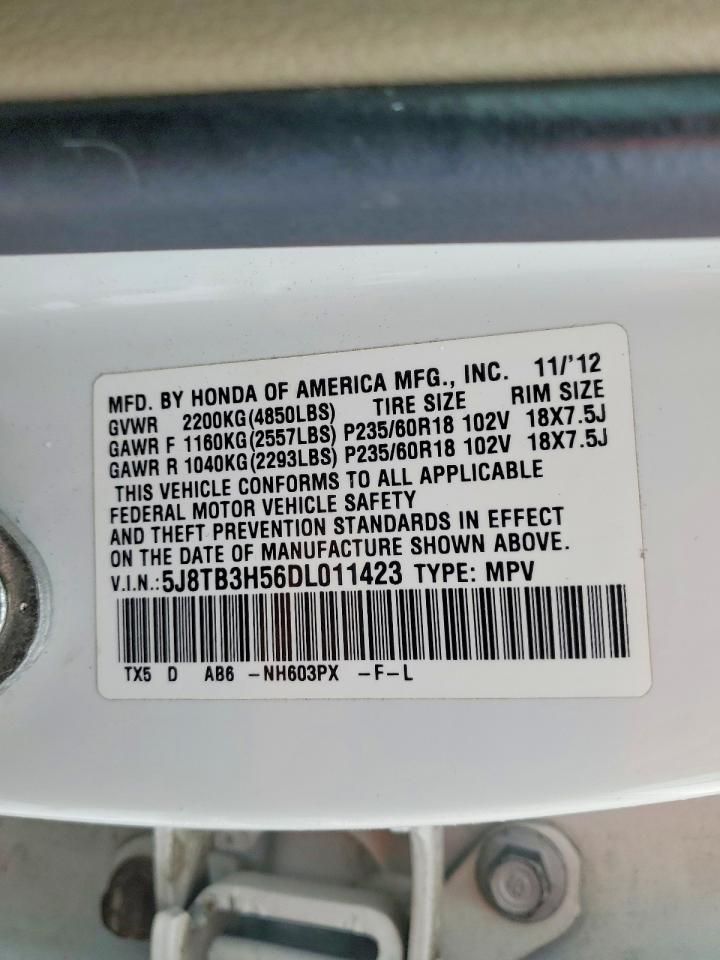 MFD. BY HONDA OF AMERICA MFG., INC. 11/'12
GVWR 2200KG(4850LBS) TIRE SIZE RIM SIZE
GAWR F 1160KG(2557LBS) P235/60R18 102V 18X7.5J
GAWR R 1040KG(2293LBS) P235/60R18 102V 18X7.5J
THIS VEHICLE CONFORMS TO ALL APPLICABLE
FEDERAL MOTOR VEHICLE SAFETY
AND THEFT PREVENTION STANDARDS IN EFFECT
ON THE DATE OF MANUFACTURE SHOWN ABOVE.
V.I.N.:5J8TB3H56DL011423 TYPE: MPV
TX5 D AB6 -NH603PX -F-L